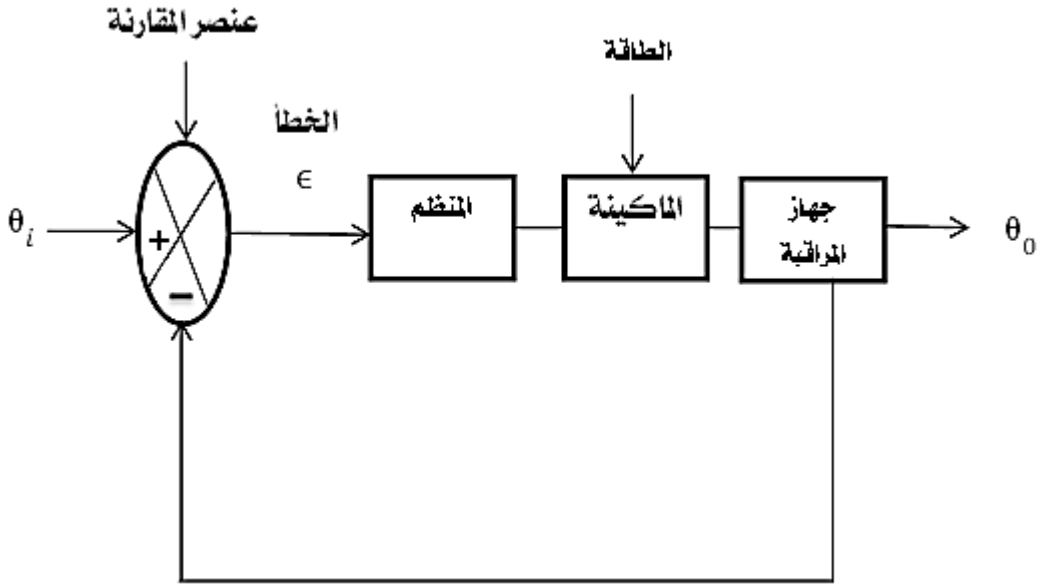 عنصر المقارنة
الطاقة
الخطأ
ϵ
المنظم
الماكينة
جهاز
المراقبة
θi
+
−
θ0